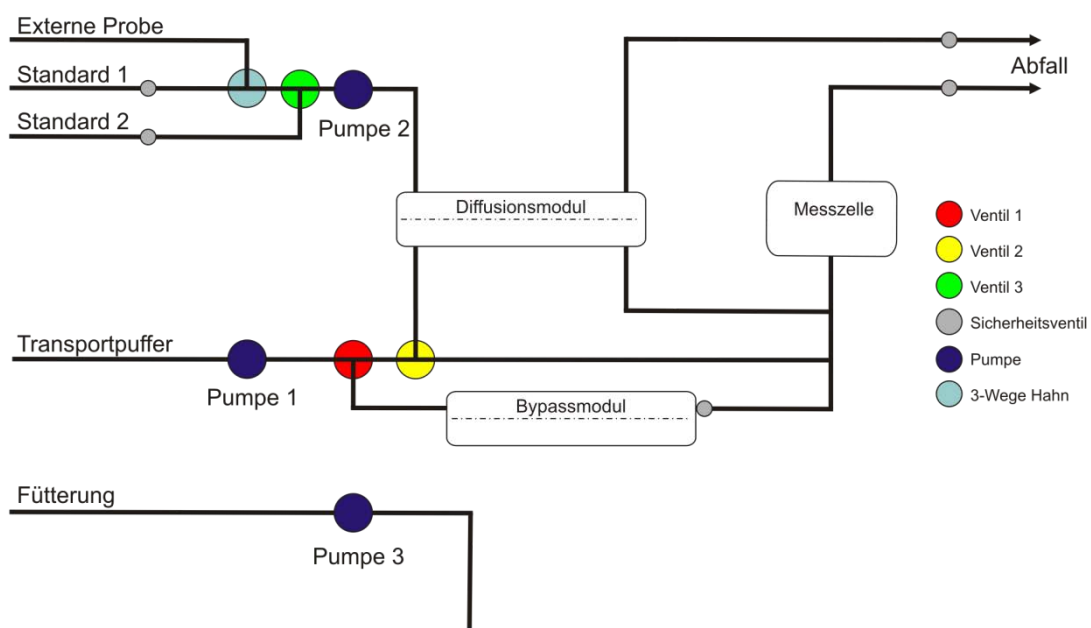 Externe Probe
Standard 1
Standard 2
Pumpe 2
Abfall
Diffusionsmodul
Messzelle
Ventil 1
Ventil 2
Ventil 3
Sicherheitsventil
Pumpe
3-Wege Hahn
Transportpuffer
Pumpe 1
Bypassmodul
Fütterung
Pumpe 3